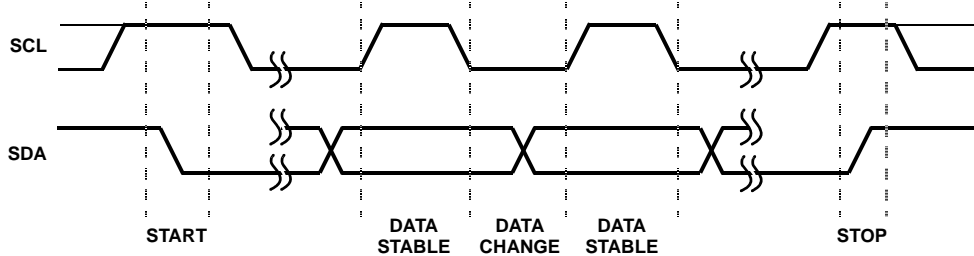 SCL
SDA
START
DATA
STABLE
DATA
CHANGE
DATA
STABLE
STOP